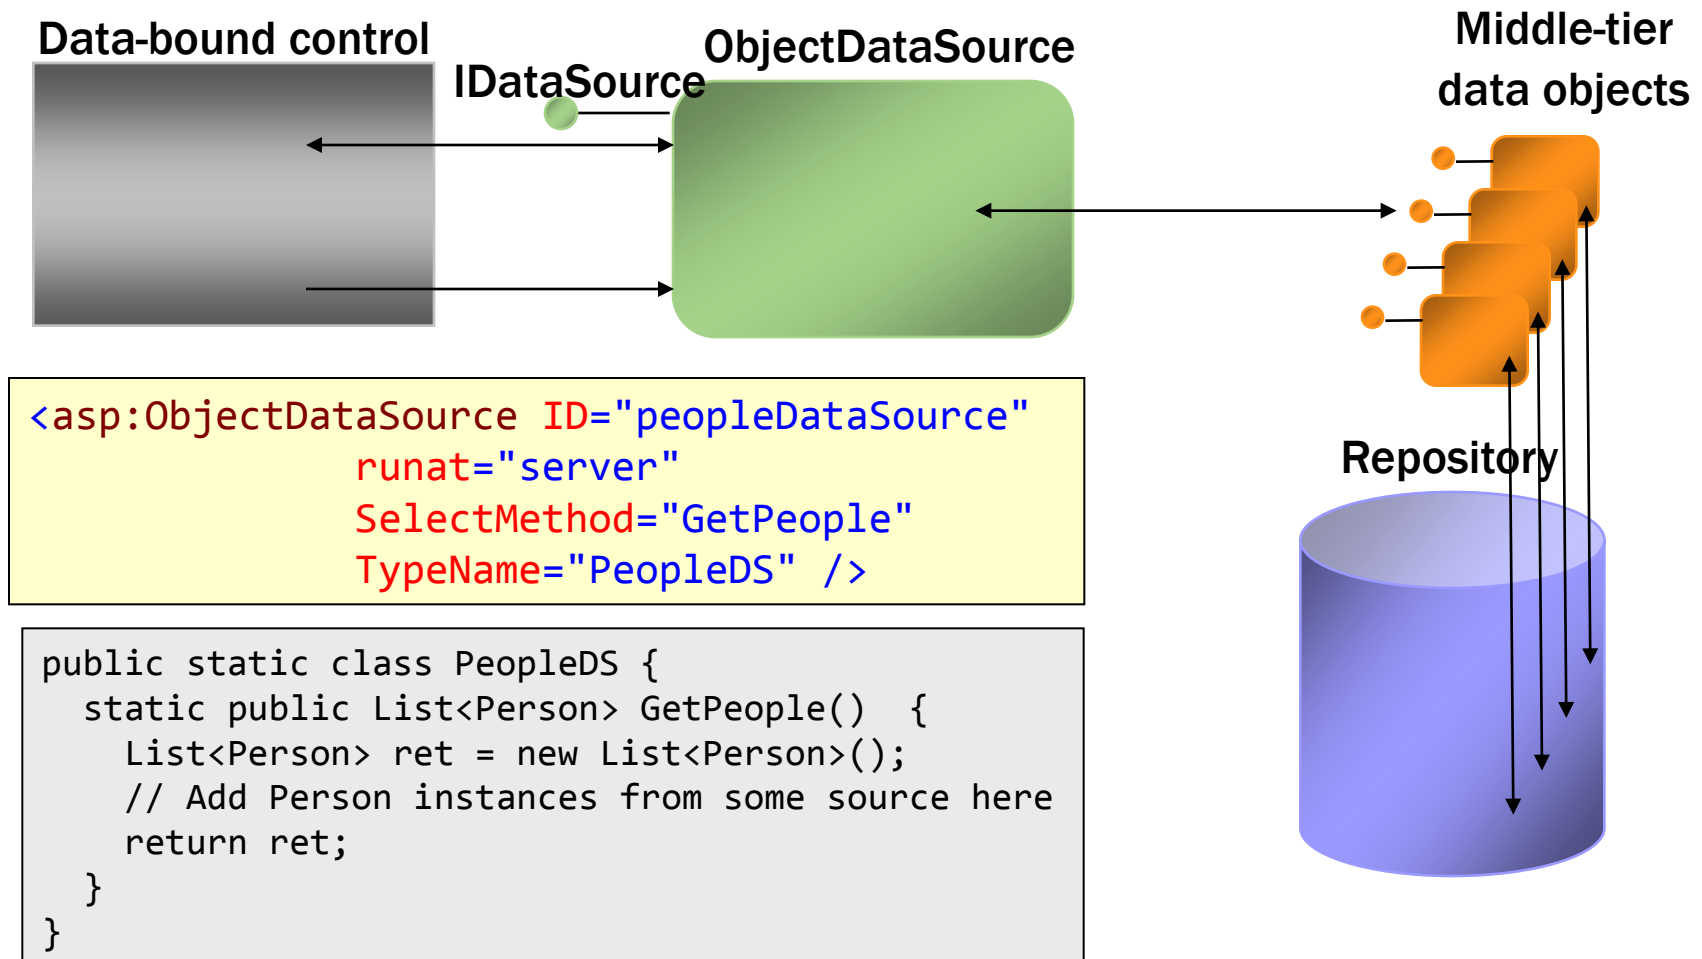 Data-bound control
IDataSource
ObjectDataSource
Middle-tier
data objects
<asp:ObjectDataSource ID="peopleDataSource"
runat="server"
SelectMethod="GetPeople"
TypeName="PeopleDS" />
Repository
public static class PeopleDS {
  static public List<Person> GetPeople()  {
    List<Person> ret = new List<Person>();
    // Add Person instances from some source here
    return ret;
  }
}